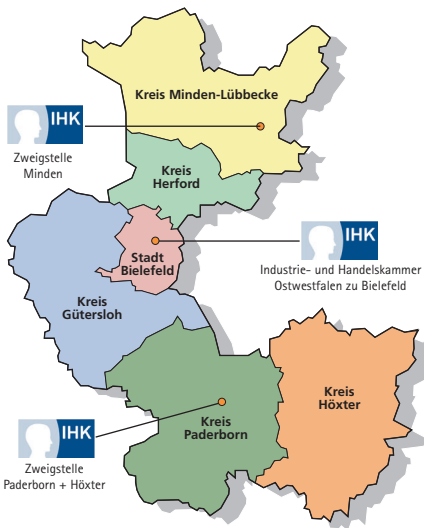 Kreis Minden-Lübbecke
IHK
Zweigstelle
Minden
Kreis
Herford
Stadt
Bielefeld
IHK
Industrie- und Handelskammer
Ostwestfalen zu Bielefeld
Kreis
Gütersloh
Kreis
Höxter
Kreis
Paderborn
IHK
Zweigstelle
Paderborn + Höxter